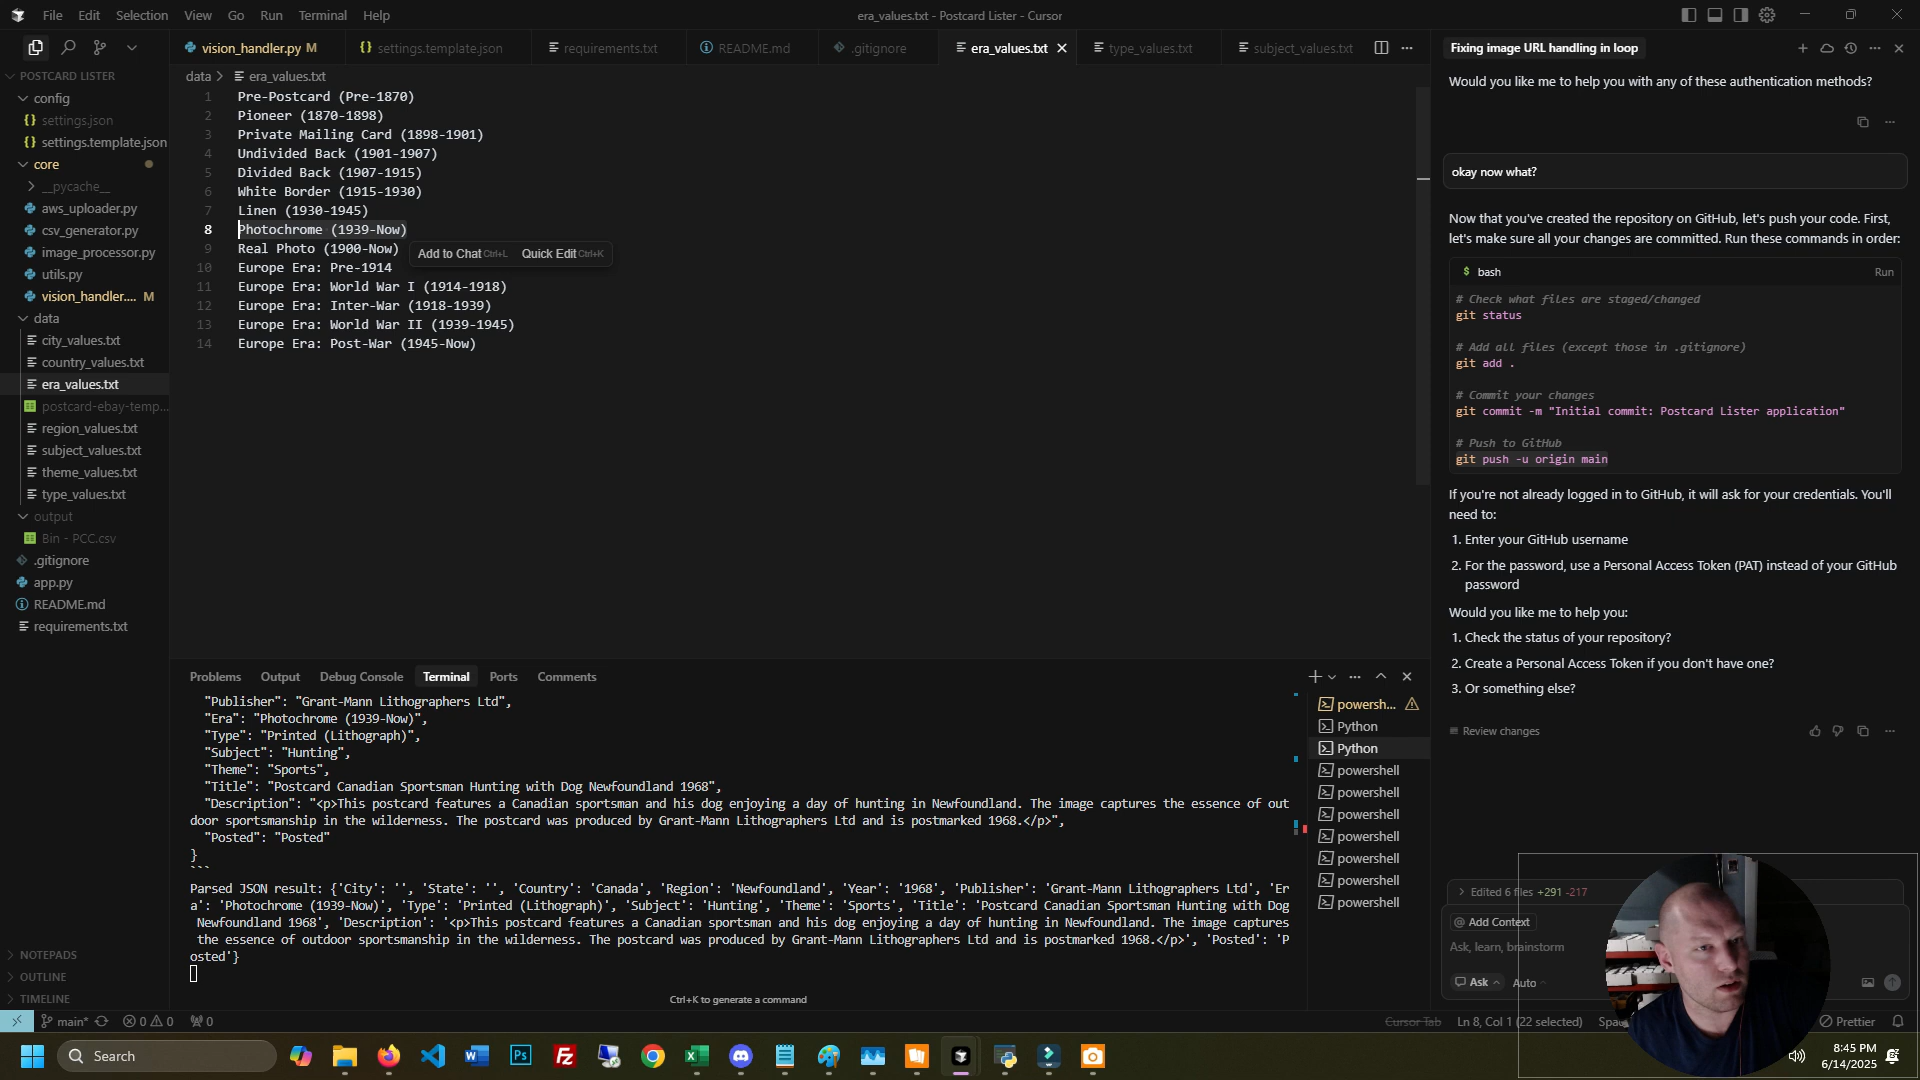 File Edit Selection View Go Run Terminal Help
era_values.txt - Postcard Lister - Cursor
vision_handler.py M
settings.template.json
requirements.txt
README.md
.gitignore
era_values.txt
type_values.txt
subject_values.txt
POSTCARD LISTER
config
settings.json
settings.template.json
core
__pycache__
aws_uploader.py
csv_generator.py
image_processor.py
utils.py
vision_handler.... M
data
city_values.txt
country_values.txt
era_values.txt
postcard-ebay-temp...
region_values.txt
subject_values.txt
theme_values.txt
type_values.txt
output
Bin - PCC.csv
.gitignore
app.py
README.md
requirements.txt
NOTEPADS
OUTLINE
TIMELINE
data > era_values.txt
1 Pre-Postcard (Pre-1870)
2 Pioneer (1870-1898)
3 Private Mailing Card (1898-1901)
4 Undivided Back (1901-1907)
5 Divided Back (1907-1915)
6 White Border (1915-1930)
7 Linen (1930-1945)
8 Photochrome (1939-Now)
9 Real Photo (1900-Now)
10 Europe Era: Pre-1914
11 Europe Era: World War I (1914-1918)
12 Europe Era: Inter-War (1918-1939)
13 Europe Era: World War II (1939-1945)
14 Europe Era: Post-War (1945-Now)
Add to Chat Ctrl+L Quick Edit Ctrl+K
Problems Output Debug Console Terminal Ports Comments
"Publisher": "Grant-Mann Lithographers Ltd",
"Era": "Photochrome (1939-Now)",
"Type": "Printed (Lithograph)",
"Subject": "Hunting",
"Theme": "Sports",
"Title": "Postcard Canadian Sportsman Hunting with Dog Newfoundland 1968",
"Description": "<p>This postcard features a Canadian sportsman and his dog enjoying a day of hunting in Newfoundland. The image captures the essence of out
door sportsmanship in the wilderness. The postcard was produced by Grant-Mann Lithographers Ltd and is postmarked 1968.</p>",
"Posted": "Posted"
}
```
Parsed JSON result: {'City': '', 'State': '', 'Country': 'Canada', 'Region': 'Newfoundland', 'Year': '1968', 'Publisher': 'Grant-Mann Lithographers Ltd', 'Er
a': 'Photochrome (1939-Now)', 'Type': 'Printed (Lithograph)', 'Subject': 'Hunting', 'Theme': 'Sports', 'Title': 'Postcard Canadian Sportsman Hunting with Dog
Newfoundland 1968', 'Description': '<p>This postcard features a Canadian sportsman and his dog enjoying a day of hunting in Newfoundland. The image captures
the essence of outdoor sportsmanship in the wilderness. The postcard was produced by Grant-Mann Lithographers Ltd and is postmarked 1968.</p>', 'Posted': 'P
osted'}
Ctrl+K to generate a command
powersh...
Python
Python
powershell
powershell
powershell
powershell
powershell
powershell
powershell
Fixing image URL handling in loop
Would you like me to help you with any of these authentication methods?
okay now what?
Now that you've created the repository on GitHub, let's push your code. First,
let's make sure all your changes are committed. Run these commands in order:
$ bash Run
# Check what files are staged/changed
git status
# Add all files (except those in .gitignore)
git add .
# Commit your changes
git commit -m "Initial commit: Postcard Lister application"
# Push to GitHub
git push -u origin main
If you're not already logged in to GitHub, it will ask for your credentials. You'll
need to:
1. Enter your GitHub username
2. For the password, use a Personal Access Token (PAT) instead of your GitHub
password
Would you like me to help you:
1. Check the status of your repository?
2. Create a Personal Access Token if you don't have one?
3. Or something else?
Review changes
Edited 6 files +291 -217
@ Add Context
Ask, learn, brainstorm
Ask Auto
main* 0 0 0
Cursor Tab Ln 8, Col 1 (22 selected) Prettier
Search
8:45 PM
6/14/2025